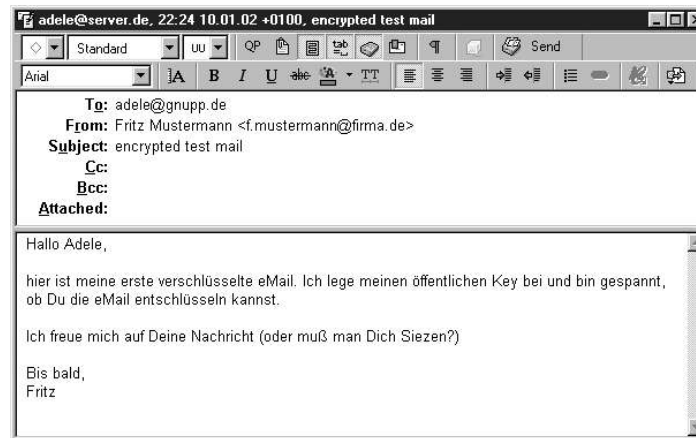 adele@server.de, 22:24 10.01.02 +0100, encrypted test mail
Standard UU QP tab ¶ Send
Arial A B I U abc A TT
To: adele@gnupp.de
From: Fritz Mustermann <f.mustermann@firma.de>
Subject: encrypted test mail
Cc:
Bcc:
Attached:
Hallo Adele,
hier ist meine erste verschlüsselte eMail. Ich lege meinen öffentlichen Key bei und bin gespannt,
ob Du die eMail entschlüsseln kannst.
Ich freue mich auf Deine Nachricht (oder muß man Dich Siezen?)
Bis bald,
Fritz